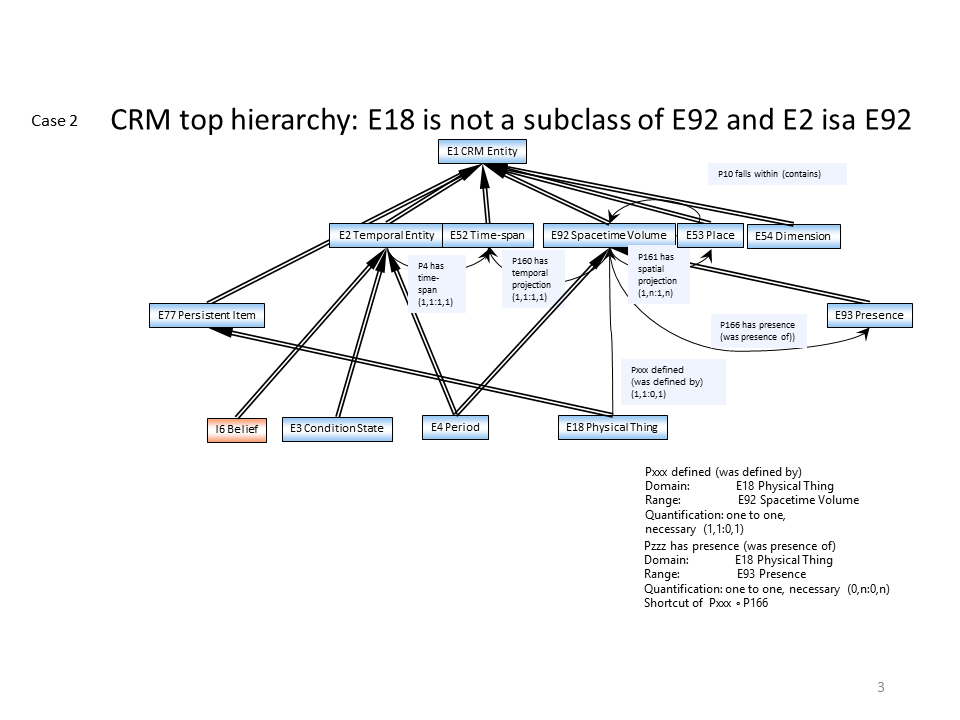 Case 2
CRM top hierarchy: E18 is not a subclass of E92 and E2 isa E92
E1 CRM Entity
P10 falls within (contains)
E2 Temporal Entity
E52 Time-span
E92 Spacetime Volume
E53 Place
E54 Dimension
P4 has
time-
span
(1,1:1,1)
P160 has
temporal
projection
(1,1:1,1)
P161 has
spatial
projection
(1,n:1,n)
E77 Persistent Item
E93 Presence
P166 has presence
(was presence of))
Pxxx defined
(was defined by)
(1,1:0,1)
I6 Belief
E3 Condition State
E4 Period
E18 Physical Thing
Pxxx defined (was defined by)
Domain: E18 Physical Thing
Range: E92 Spacetime Volume
Quantification: one to one,
necessary (1,1:0,1)
Pzzz has presence (was presence of)
Domain: E18 Physical Thing
Range: E93 Presence
Quantification: one to one, necessary (0,n:0,n)
Shortcut of Pxxx ∘ P166
3